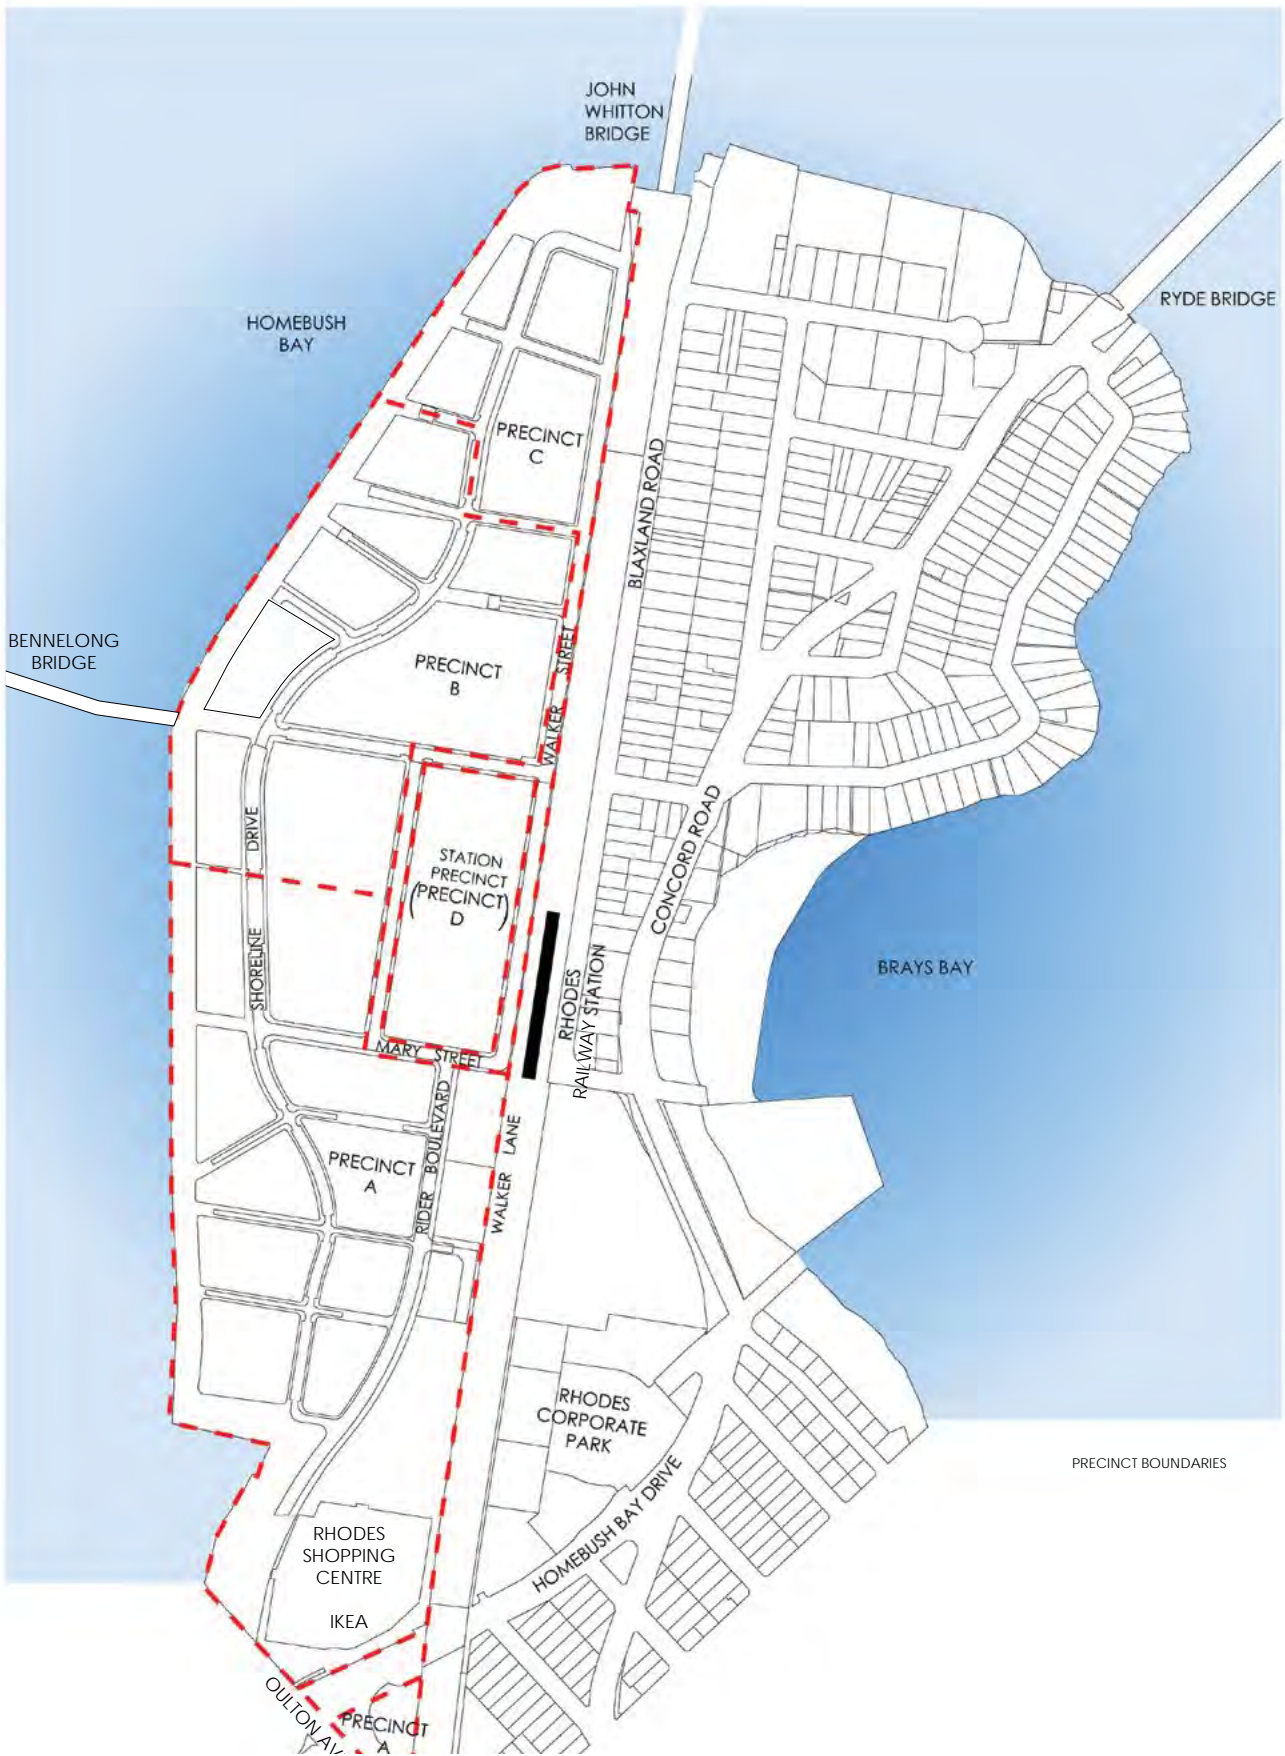 JOHN
WHITTON
BRIDGE
RYDE BRIDGE
HOMEBUSH
BAY
PRECINCT
C
BLAXLAND ROAD
BENNELONG
BRIDGE
PRECINCT
B
WALKER STREET
SHORELINE DRIVE
STATION
PRECINCT
(PRECINCT)
D
CONCORD ROAD
BRAYS BAY
RHODES
RAILWAY STATION
MARY STREET
RIDER BOULEVARD
WALKER LANE
PRECINCT
A
RHODES
CORPORATE
PARK
HOMEBUSH BAY DRIVE
PRECINCT BOUNDARIES
RHODES
SHOPPING
CENTRE
IKEA
OULTON AV
PRECINCT
A